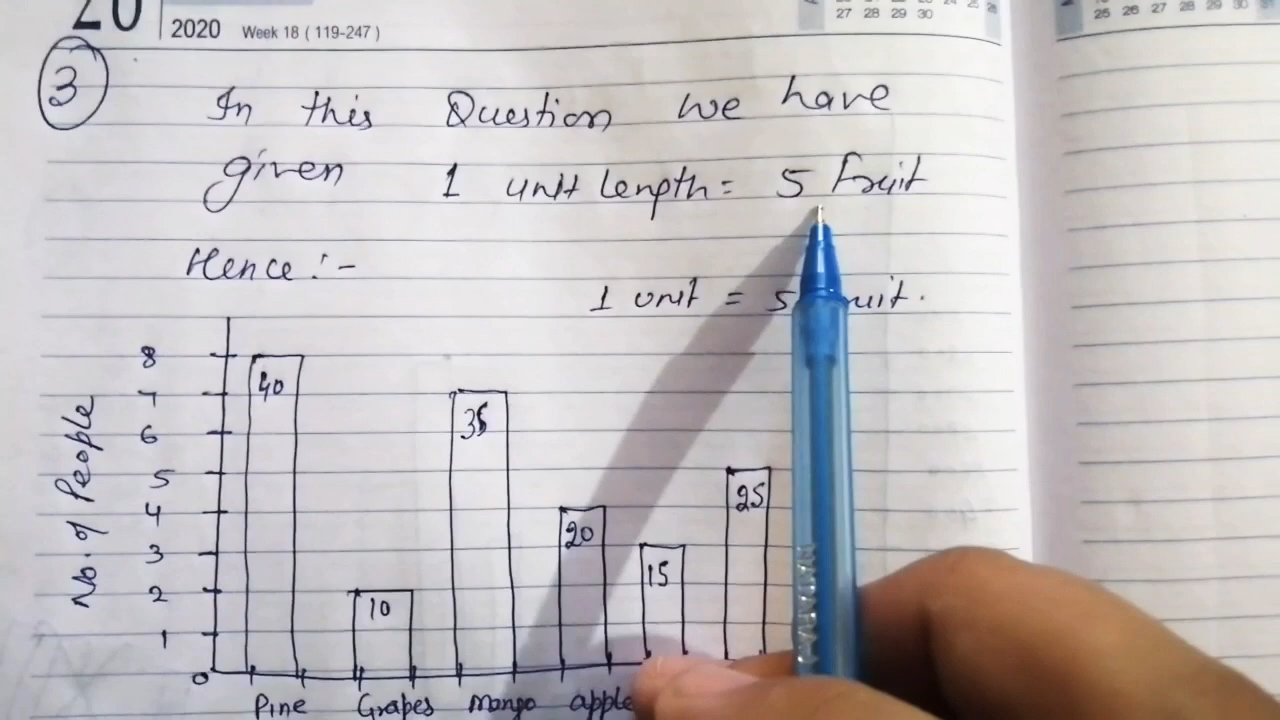 20
2020 Week 18 ( 119-247 )
27 28 29 30
25 26 27 28 29 30 31
3
In this Question we have
given 1 unit length = 5 fruit
Hence :-
1 unit = 5
8
7
6
5
4
3
2
1
0
No. of People
40
10
35
20
15
25
Pine Grapes Mango apple